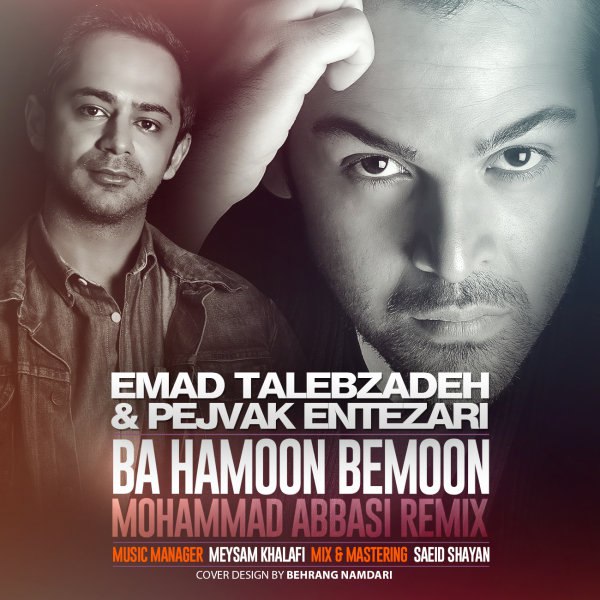 EMAD TALEBZADEH
& PEJVAK ENTEZARI
BA HAMOON BEMOON
MOHAMMAD ABBASI REMIX
MUSIC MANAGER MEYSAM KHALAFI MIX & MASTERING SAEID SHAYAN
COVER DESIGN BY BEHRANG NAMDARI